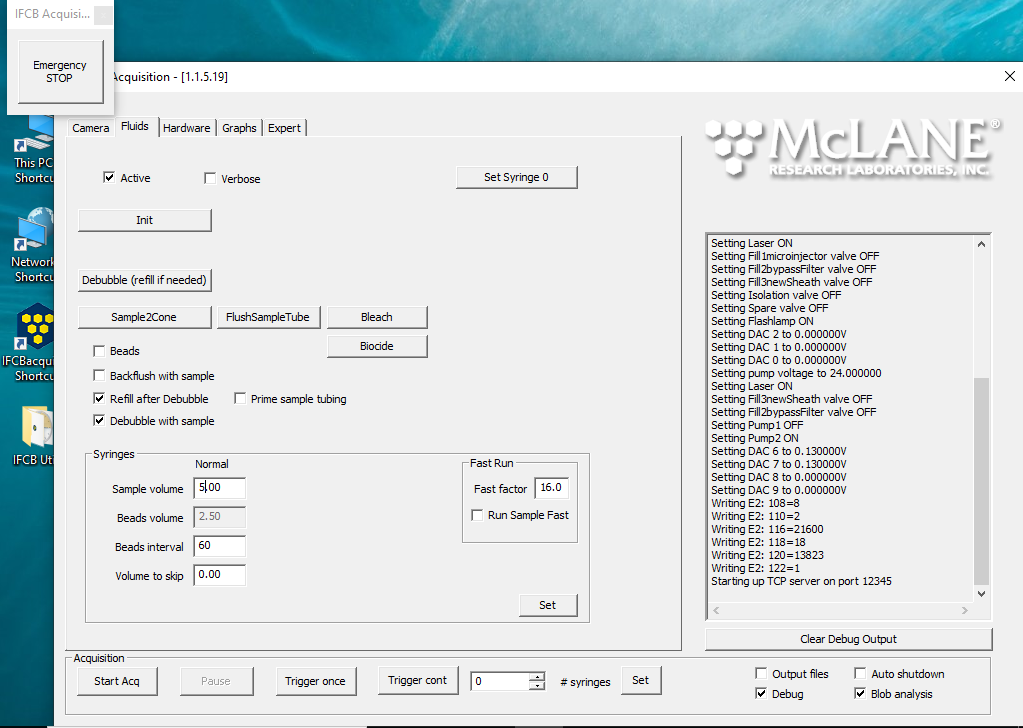 IFCB Acquisi...
Emergency
STOP
Acquisition - [1.1.5.19]
This PC
Shortcu
Network
Shortcu
IFCBacqui
Shortcu
IFCB Uti
Camera
Fluids
Hardware
Graphs
Expert
Active
Verbose
Set Syringe 0
Init
Debubble (refill if needed)
Sample2Cone
FlushSampleTube
Bleach
Biocide
Beads
Backflush with sample
Refill after Debubble
Prime sample tubing
Debubble with sample
Syringes
Normal
Sample volume
5.00
Beads volume
2.50
Beads interval
60
Volume to skip
0.00
Fast Run
Fast factor
16.0
Run Sample Fast
Set
McLANE®
RESEARCH LABORATORIES, INC.
Setting Laser ON
Setting Fill1microinjector valve OFF
Setting Fill2bypassFilter valve OFF
Setting Fill3newSheath valve OFF
Setting Isolation valve OFF
Setting Spare valve OFF
Setting Flashlamp ON
Setting DAC 2 to 0.000000V
Setting DAC 1 to 0.000000V
Setting DAC 0 to 0.000000V
Setting pump voltage to 24.000000
Setting Laser ON
Setting Fill3newSheath valve OFF
Setting Fill2bypassFilter valve OFF
Setting Pump1 OFF
Setting Pump2 ON
Setting DAC 6 to 0.130000V
Setting DAC 7 to 0.130000V
Setting DAC 8 to 0.000000V
Setting DAC 9 to 0.000000V
Writing E2: 108=8
Writing E2: 110=2
Writing E2: 116=21600
Writing E2: 118=18
Writing E2: 120=13823
Writing E2: 122=1
Starting up TCP server on port 12345
Clear Debug Output
Acquisition
Start Acq
Pause
Trigger once
Trigger cont
0
# syringes
Set
Output files
Auto shutdown
Debug
Blob analysis